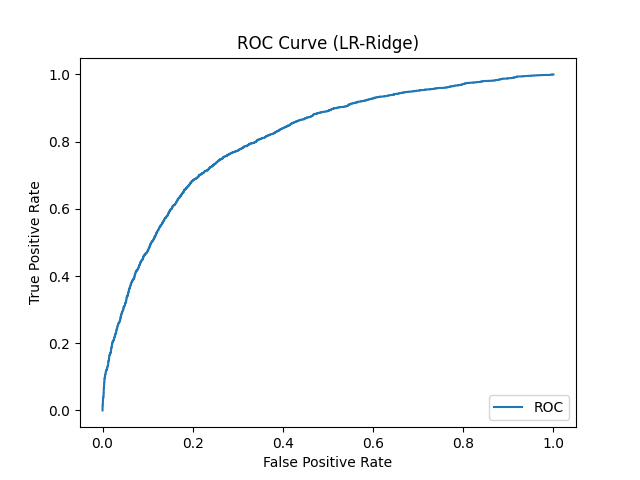 ROC Curve (LR-Ridge)
True Positive Rate
1.0
0.8
0.6
0.4
0.2
0.0
0.0 0.2 0.4 0.6 0.8 1.0
False Positive Rate
ROC